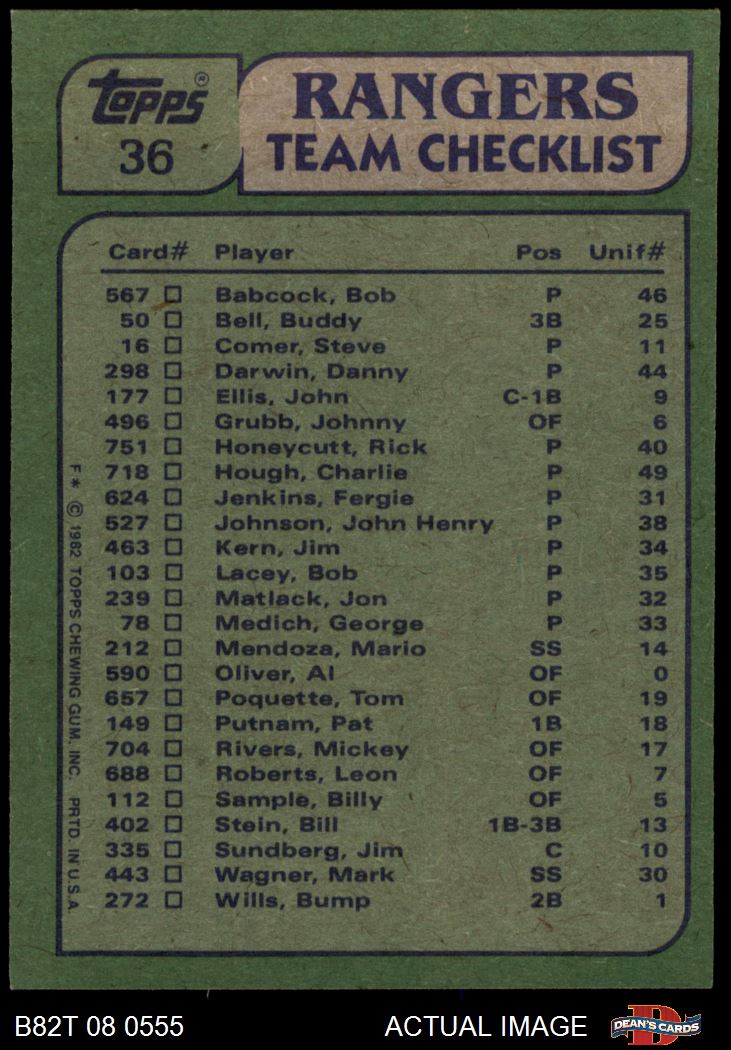 Topps®
36
RANGERS
TEAM CHECKLIST
Card# Player Pos Unif#
567 Babcock, Bob P 46
50 Bell, Buddy 3B 25
16 Comer, Steve P 11
298 Darwin, Danny P 44
177 Ellis, John C-1B 9
496 Grubb, Johnny OF 6
751 Honeycutt, Rick P 40
718 Hough, Charlie P 49
624 Jenkins, Fergie P 31
527 Johnson, John Henry P 38
463 Kern, Jim P 34
103 Lacey, Bob P 35
239 Matlack, Jon P 32
78 Medich, George P 33
212 Mendoza, Mario SS 14
590 Oliver, Al OF 0
657 Poquette, Tom OF 19
149 Putnam, Pat 1B 18
704 Rivers, Mickey OF 17
688 Roberts, Leon OF 7
112 Sample, Billy OF 5
402 Stein, Bill 1B-3B 13
335 Sundberg, Jim C 10
443 Wagner, Mark SS 30
272 Wills, Bump 2B 1
F* © 1982 TOPPS CHEWING GUM, INC. PRTD. IN U.S.A.
B82T 08 0555 ACTUAL IMAGE
D
DEAN'S CARDS